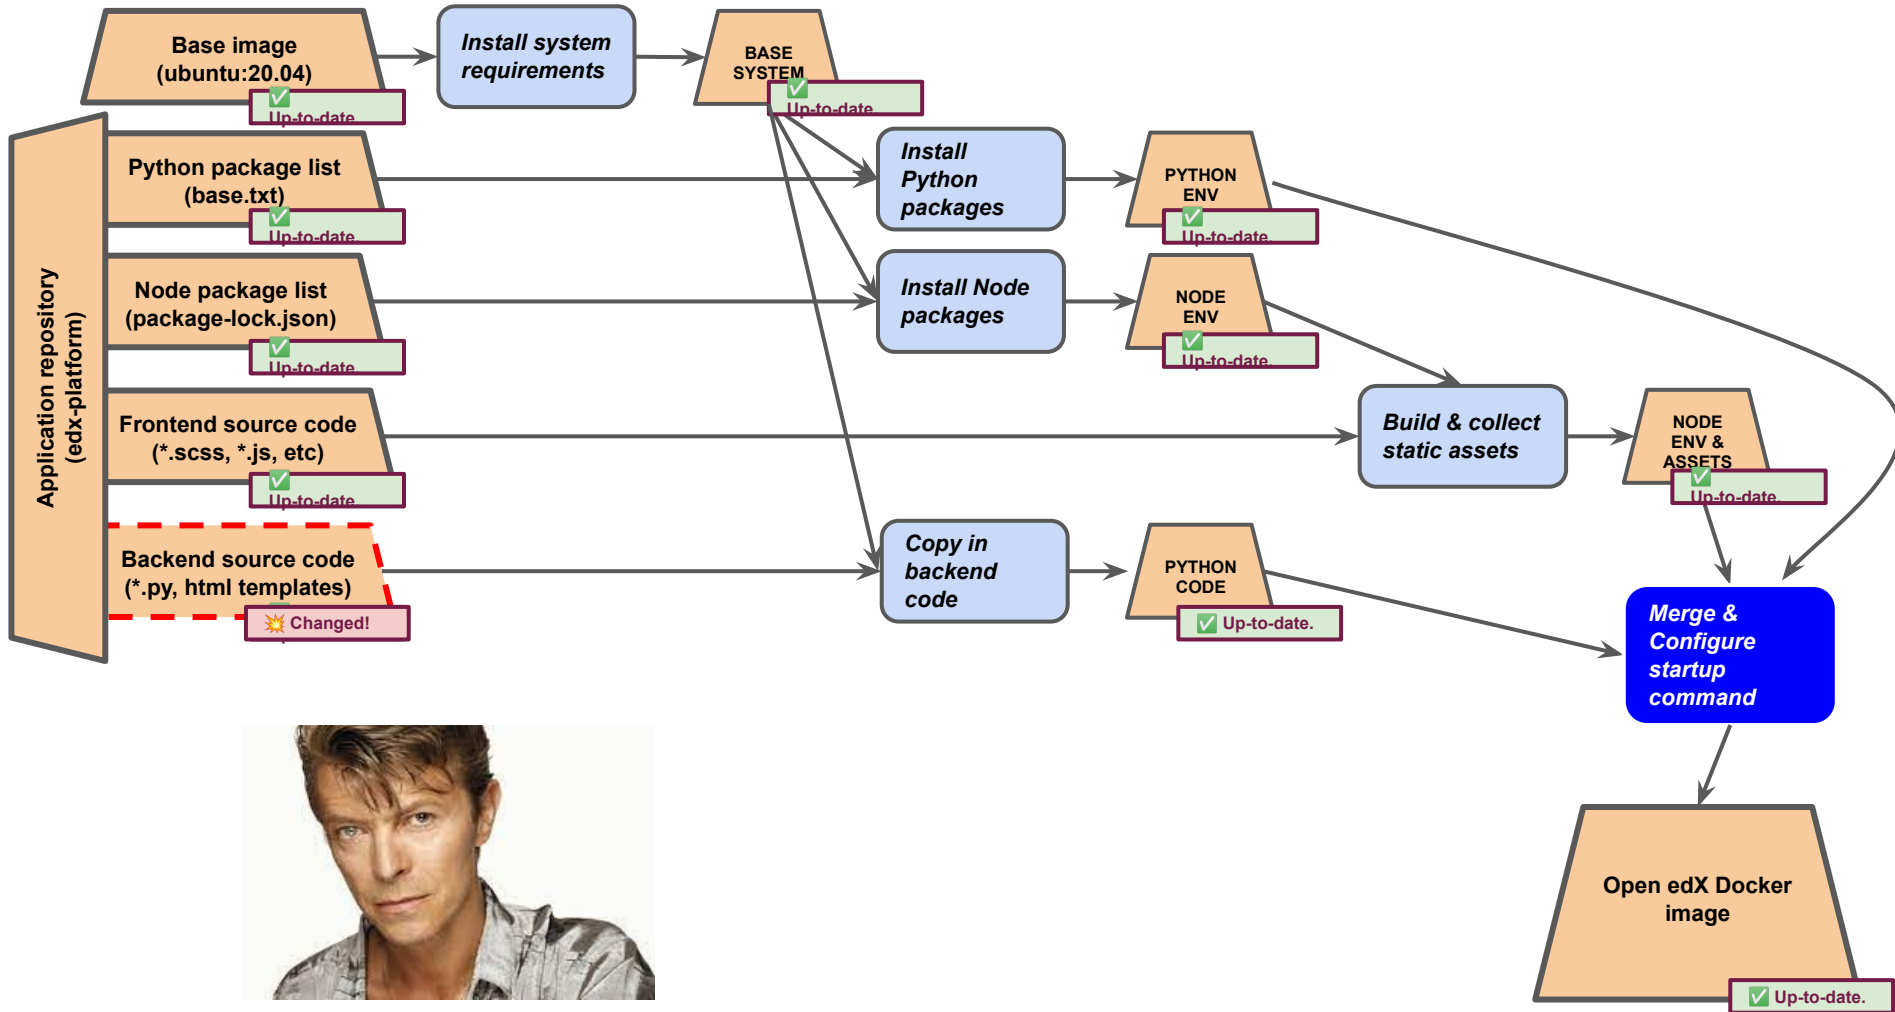 Base image
(ubuntu:20.04)
✅
Up-to-date.
Install system
requirements
BASE
SYSTEM
✅
Up-to-date.
Application repository
(edx-platform)
Python package list
(base.txt)
✅
Up-to-date.
Install
Python
packages
PYTHON
ENV
✅
Up-to-date.
Node package list
(package-lock.json)
✅
Up-to-date.
Install Node
packages
NODE
ENV
✅
Up-to-date.
Frontend source code
(*.scss, *.js, etc)
✅
Up-to-date.
Build & collect
static assets
NODE
ENV &
ASSETS
✅
Up-to-date.
Backend source code
(*.py, html templates)
💥 Changed!
Copy in
backend
code
PYTHON
CODE
✅ Up-to-date.
Merge &
Configure
startup
command
Open edX Docker
image
✅ Up-to-date.